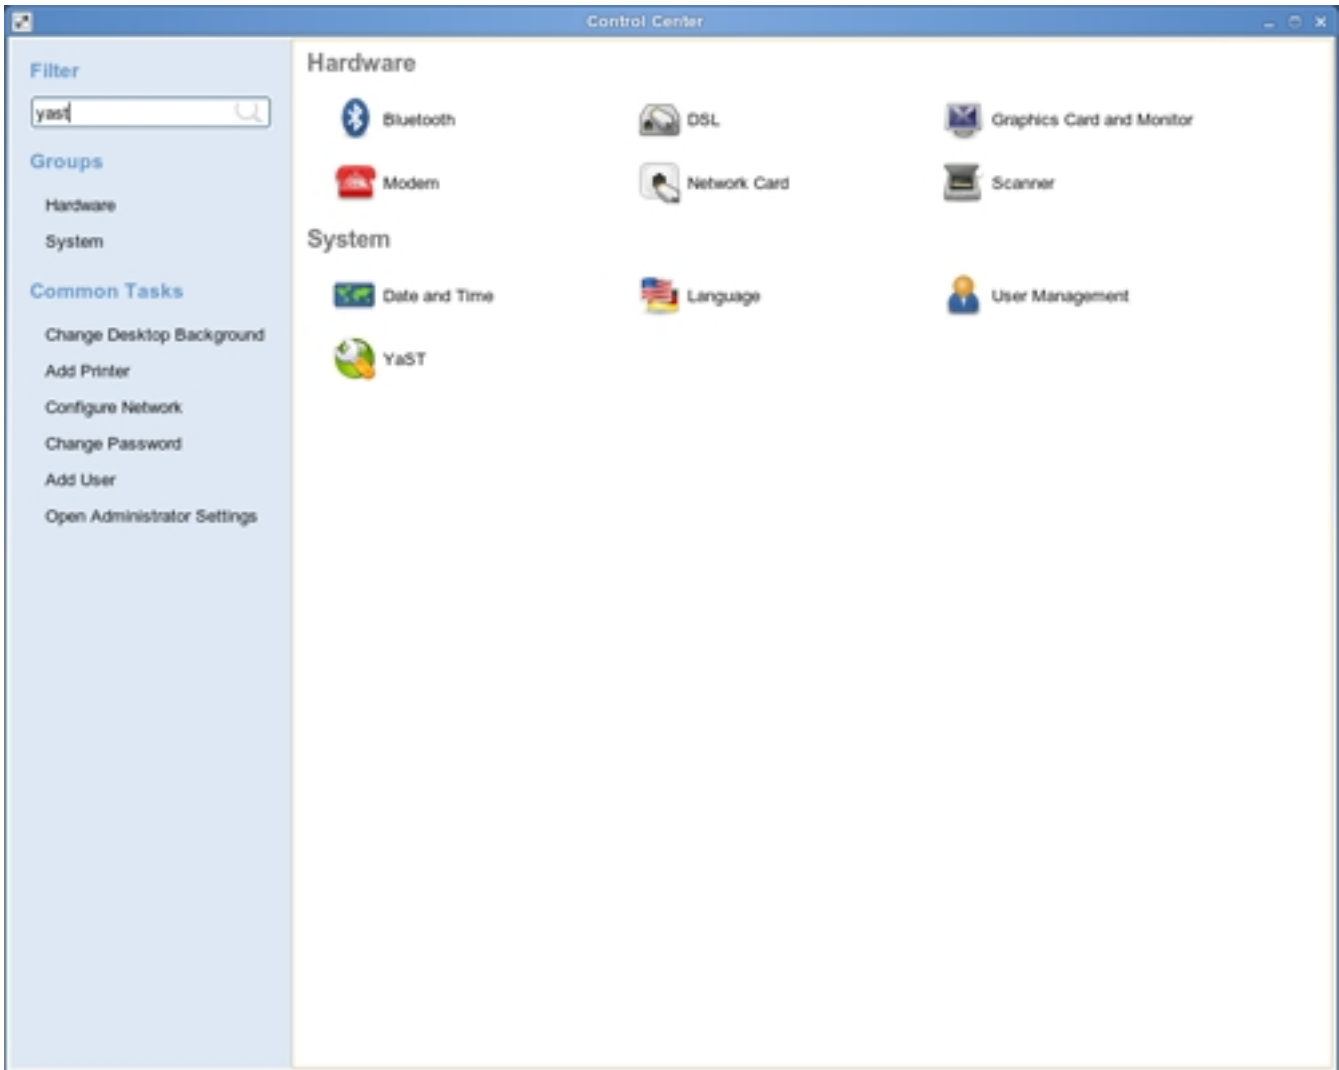 Control Center
Filter
yast
Groups
Hardware
System
Common Tasks
Change Desktop Background
Add Printer
Configure Network
Change Password
Add User
Open Administrator Settings
Hardware
Bluetooth DSL Graphics Card and Monitor
Modem Network Card Scanner
System
Date and Time Language User Management
YaST